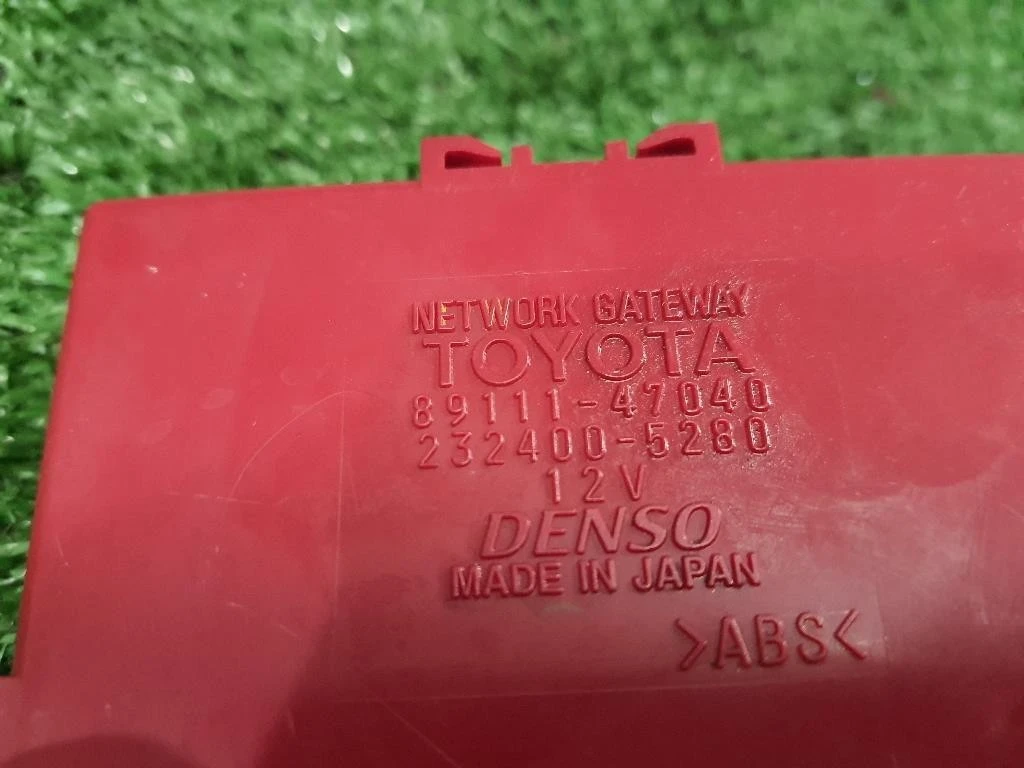 NETWORK GATEWAY
TOYOTA
89111-47040
232400-5280
12V
DENSO
MADE IN JAPAN
>ABS<